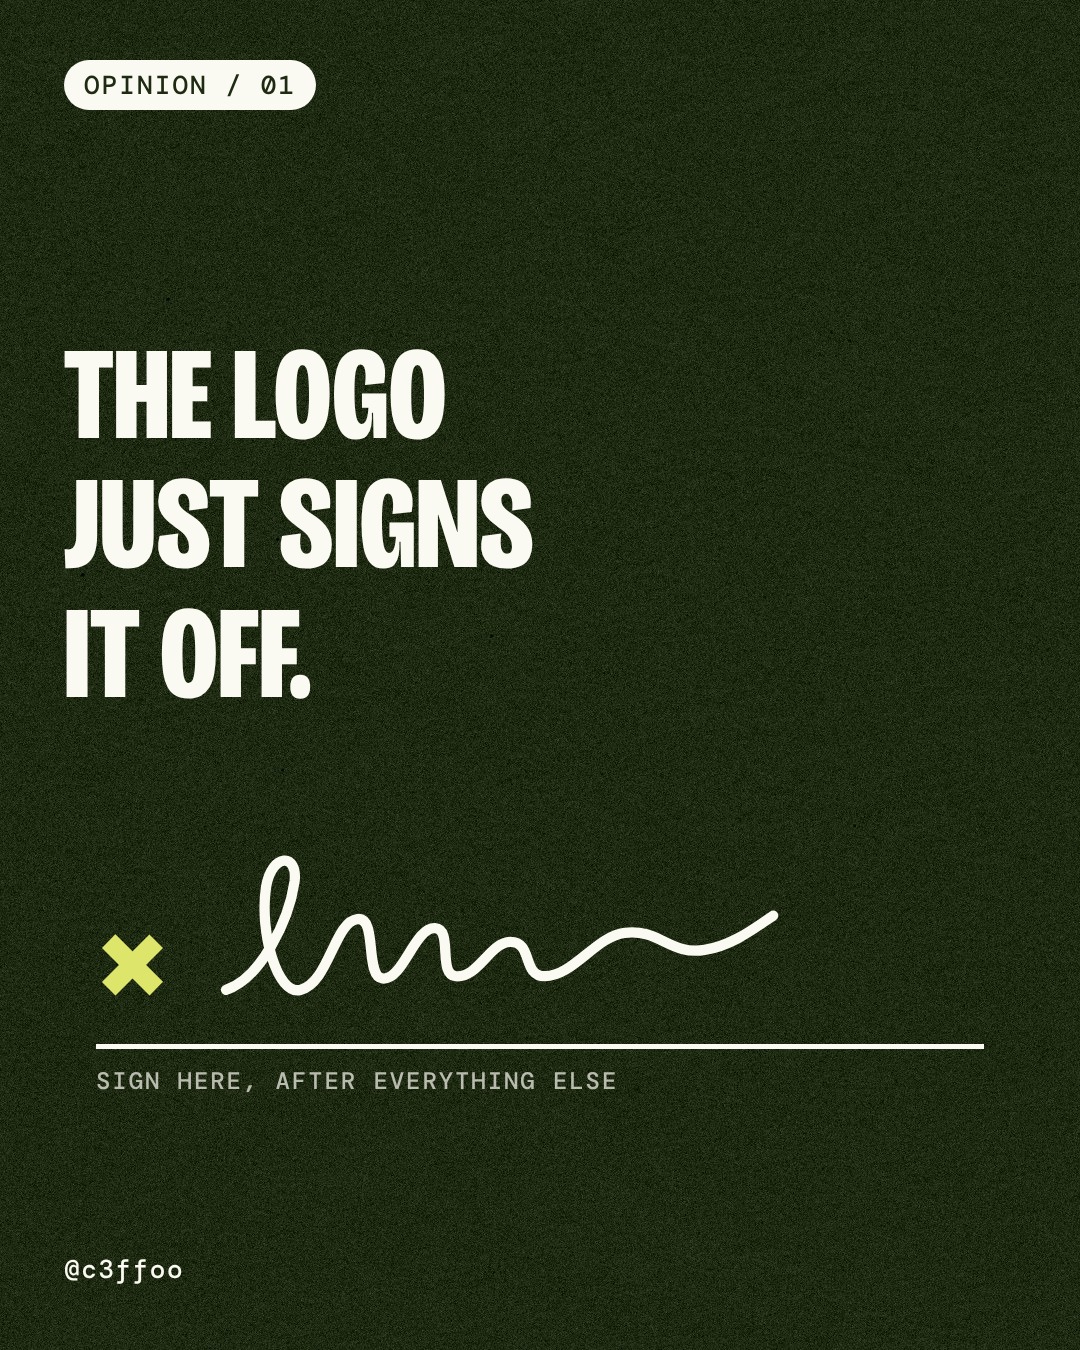 OPINION / 01
THE LOGO
JUST SIGNS
IT OFF.
SIGN HERE, AFTER EVERYTHING ELSE
@c3ffoo